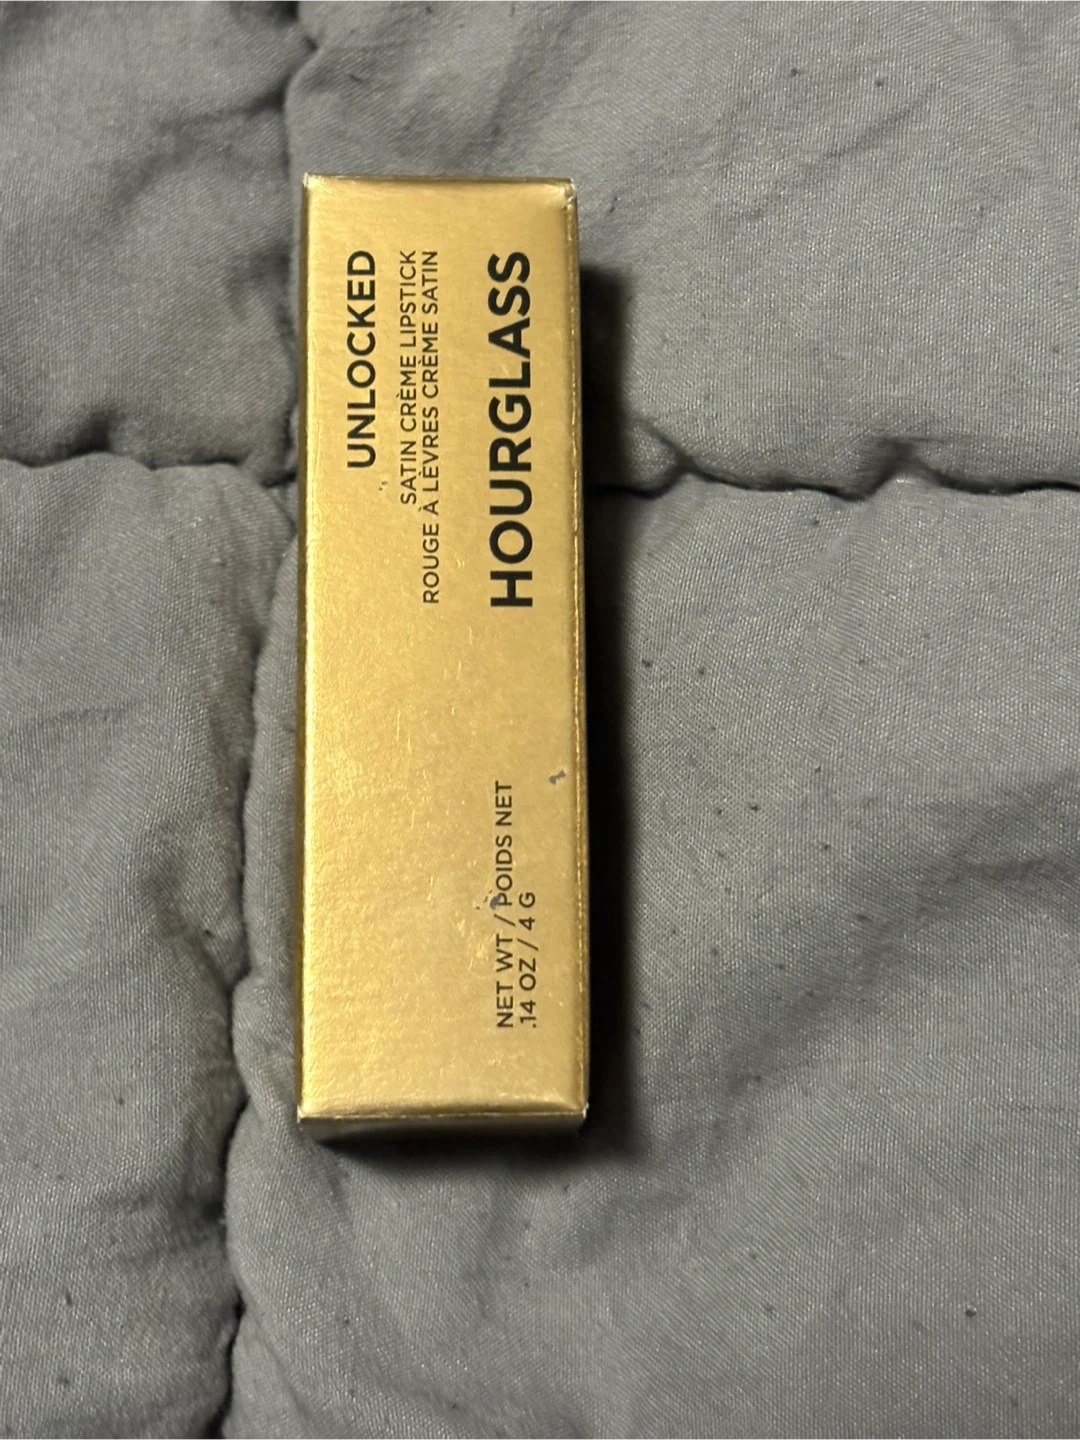 UNLOCKED
SATIN CRÈME LIPSTICK
ROUGE À LÈVRES CRÈME SATIN
HOURGLASS
NET WT / POIDS NET
.14 OZ / 4 G